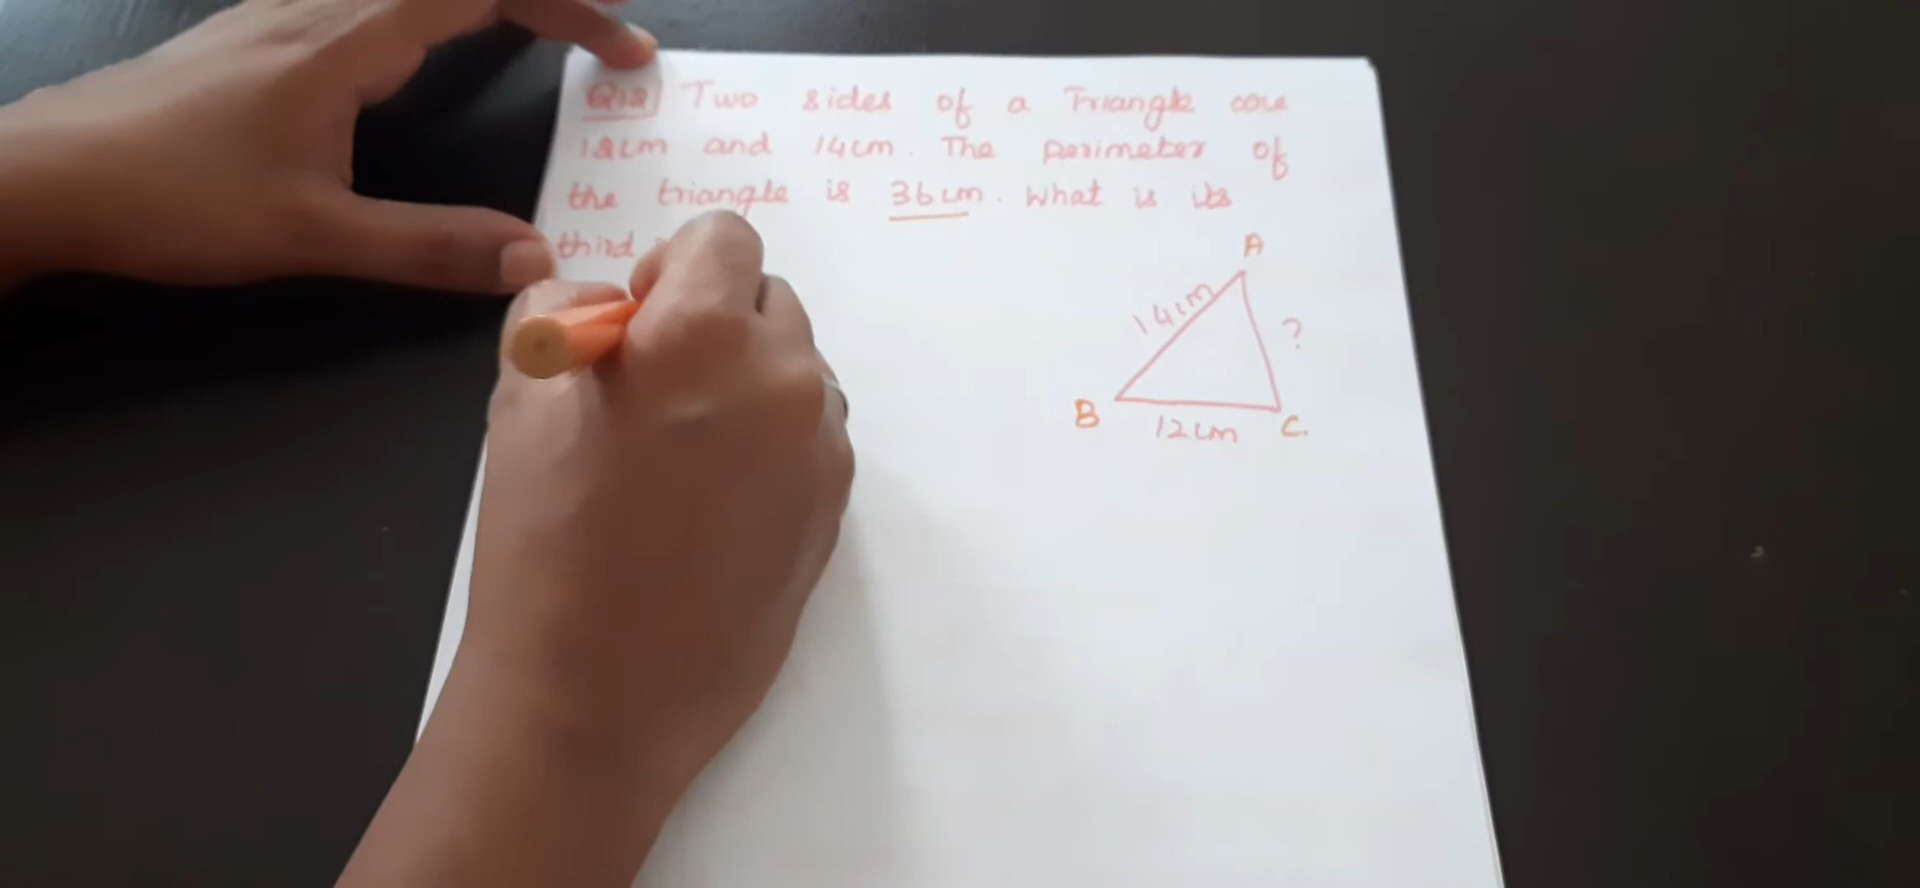 Q12 Two sides of a Triangle are
12cm and 14cm. The perimeter of
the triangle is 36cm. What is its
third
A
14cm
?
B
12cm
C.